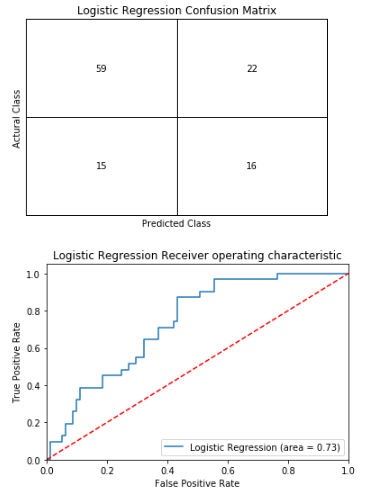 Logistic Regression Confusion Matrix
59 22
Actural Class
15 16
Predicted Class
Logistic Regression Receiver operating characteristic
1.0
0.8
0.6
0.4
0.2
0.0
True Positive Rate
Logistic Regression (area = 0.73)
0.0 0.2 0.4 0.6 0.8 1.0
False Positive Rate